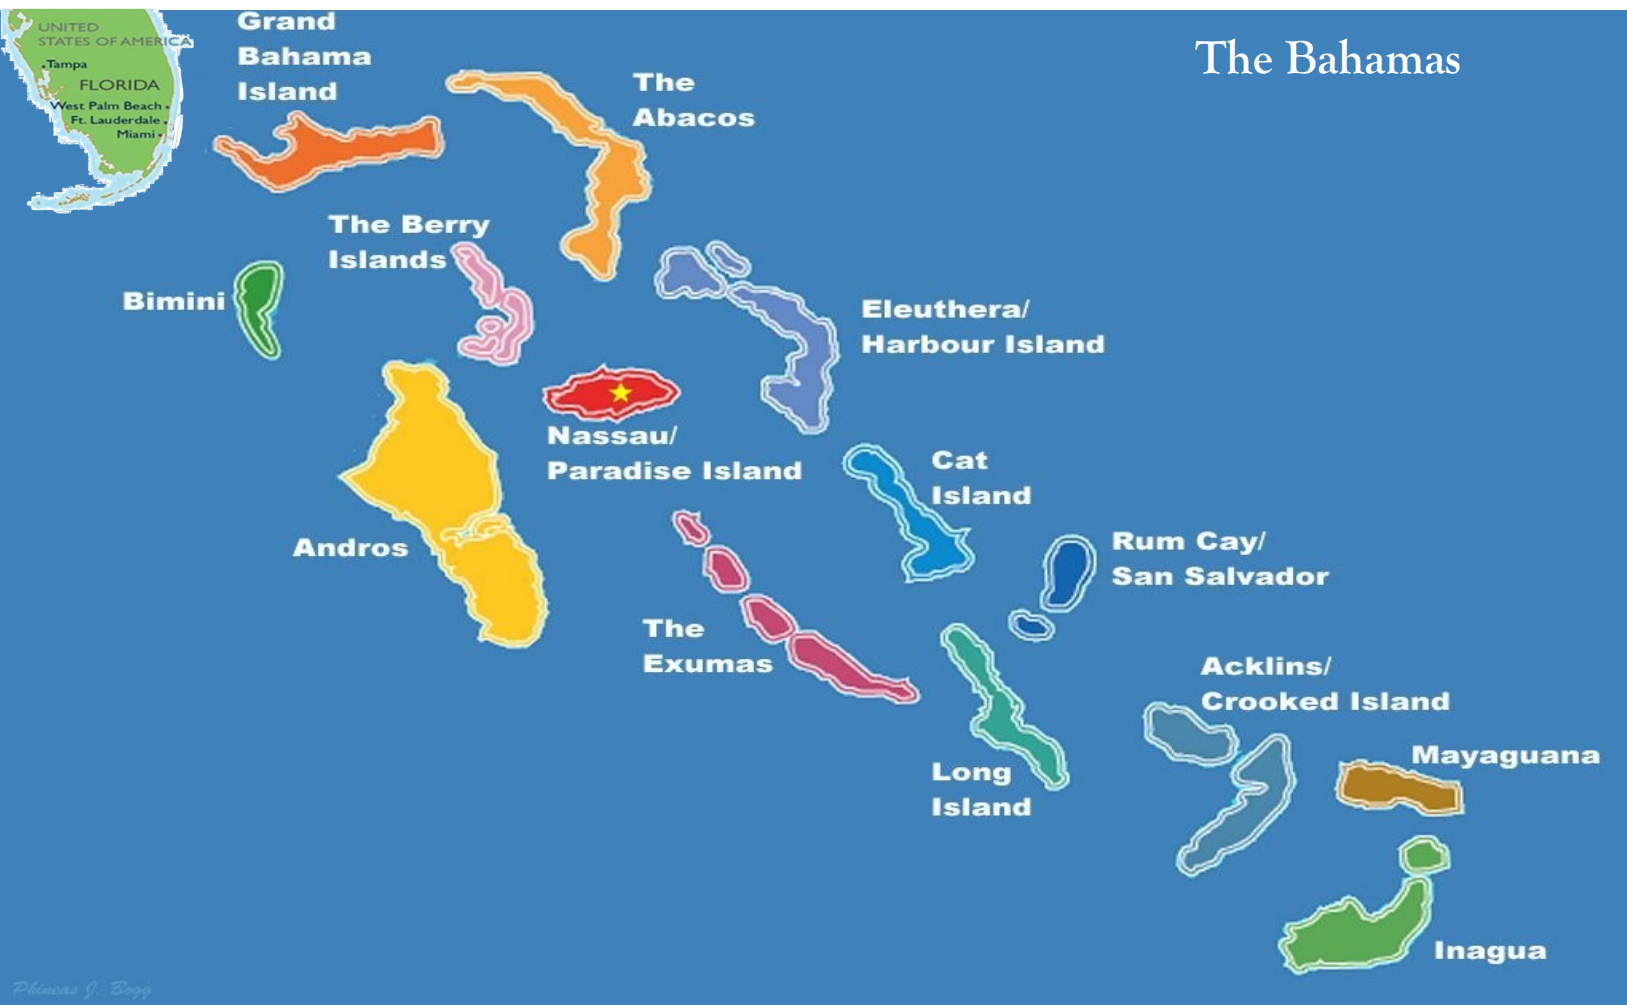 UNITED
STATES OF AMERICA
Tampa
FLORIDA
West Palm Beach
Ft. Lauderdale
Miami
Grand
Bahama
Island
The
Abacos
The Bahamas
The Berry
Islands
Bimini
Eleuthera/
Harbour Island
Nassau/
Paradise Island
Cat
Island
Andros
Rum Cay/
San Salvador
The
Exumas
Acklins/
Crooked Island
Long
Island
Mayaguana
Inagua
Phineas J. Bogg